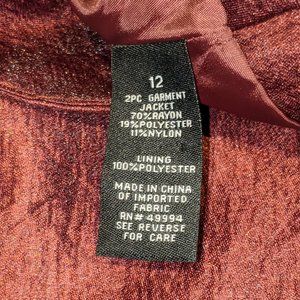 12
2PC GARMENT
JACKET
70%RAYON
19%POLYESTER
11%NYLON
LINING
100%POLYESTER
MADE IN CHINA
OF IMPORTED
FABRIC
RN# 49994
SEE REVERSE
FOR CARE